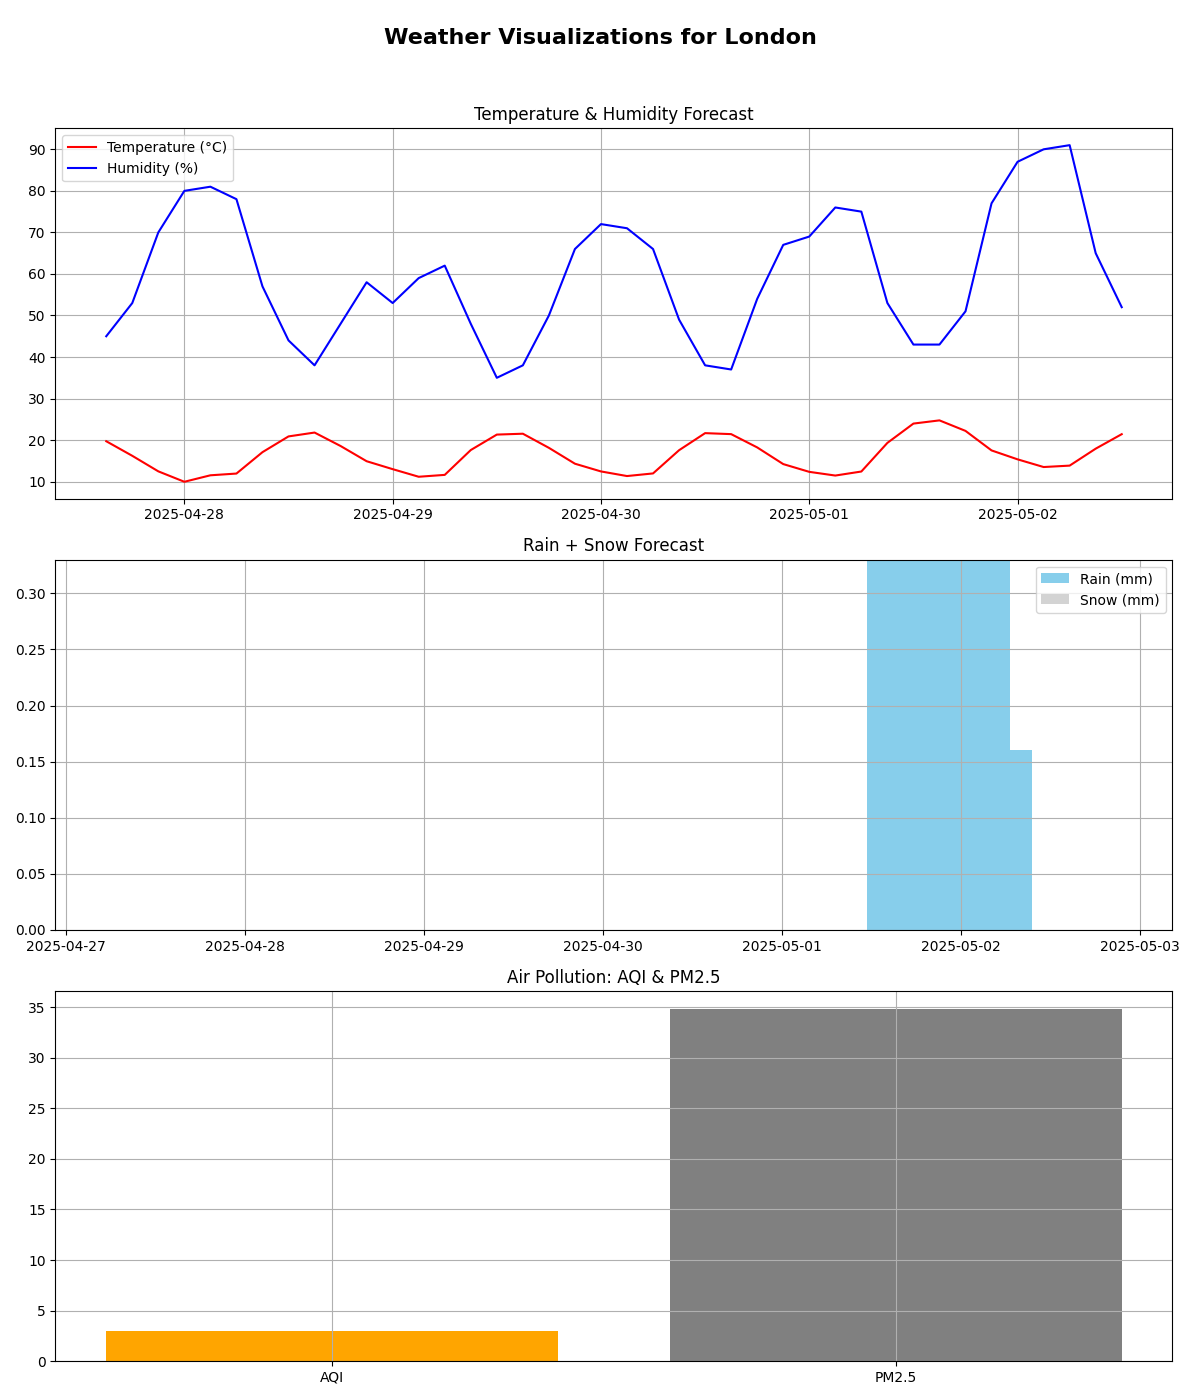 Weather Visualizations for London
Temperature & Humidity Forecast
Temperature (°C)
Humidity (%)
90
80
70
60
50
40
30
20
10
2025-04-28 2025-04-29 2025-04-30 2025-05-01 2025-05-02
Rain + Snow Forecast
Rain (mm)
Snow (mm)
0.30
0.25
0.20
0.15
0.10
0.05
0.00
2025-04-27 2025-04-28 2025-04-29 2025-04-30 2025-05-01 2025-05-02 2025-05-03
Air Pollution: AQI & PM2.5
35
30
25
20
15
10
5
0
AQI PM2.5